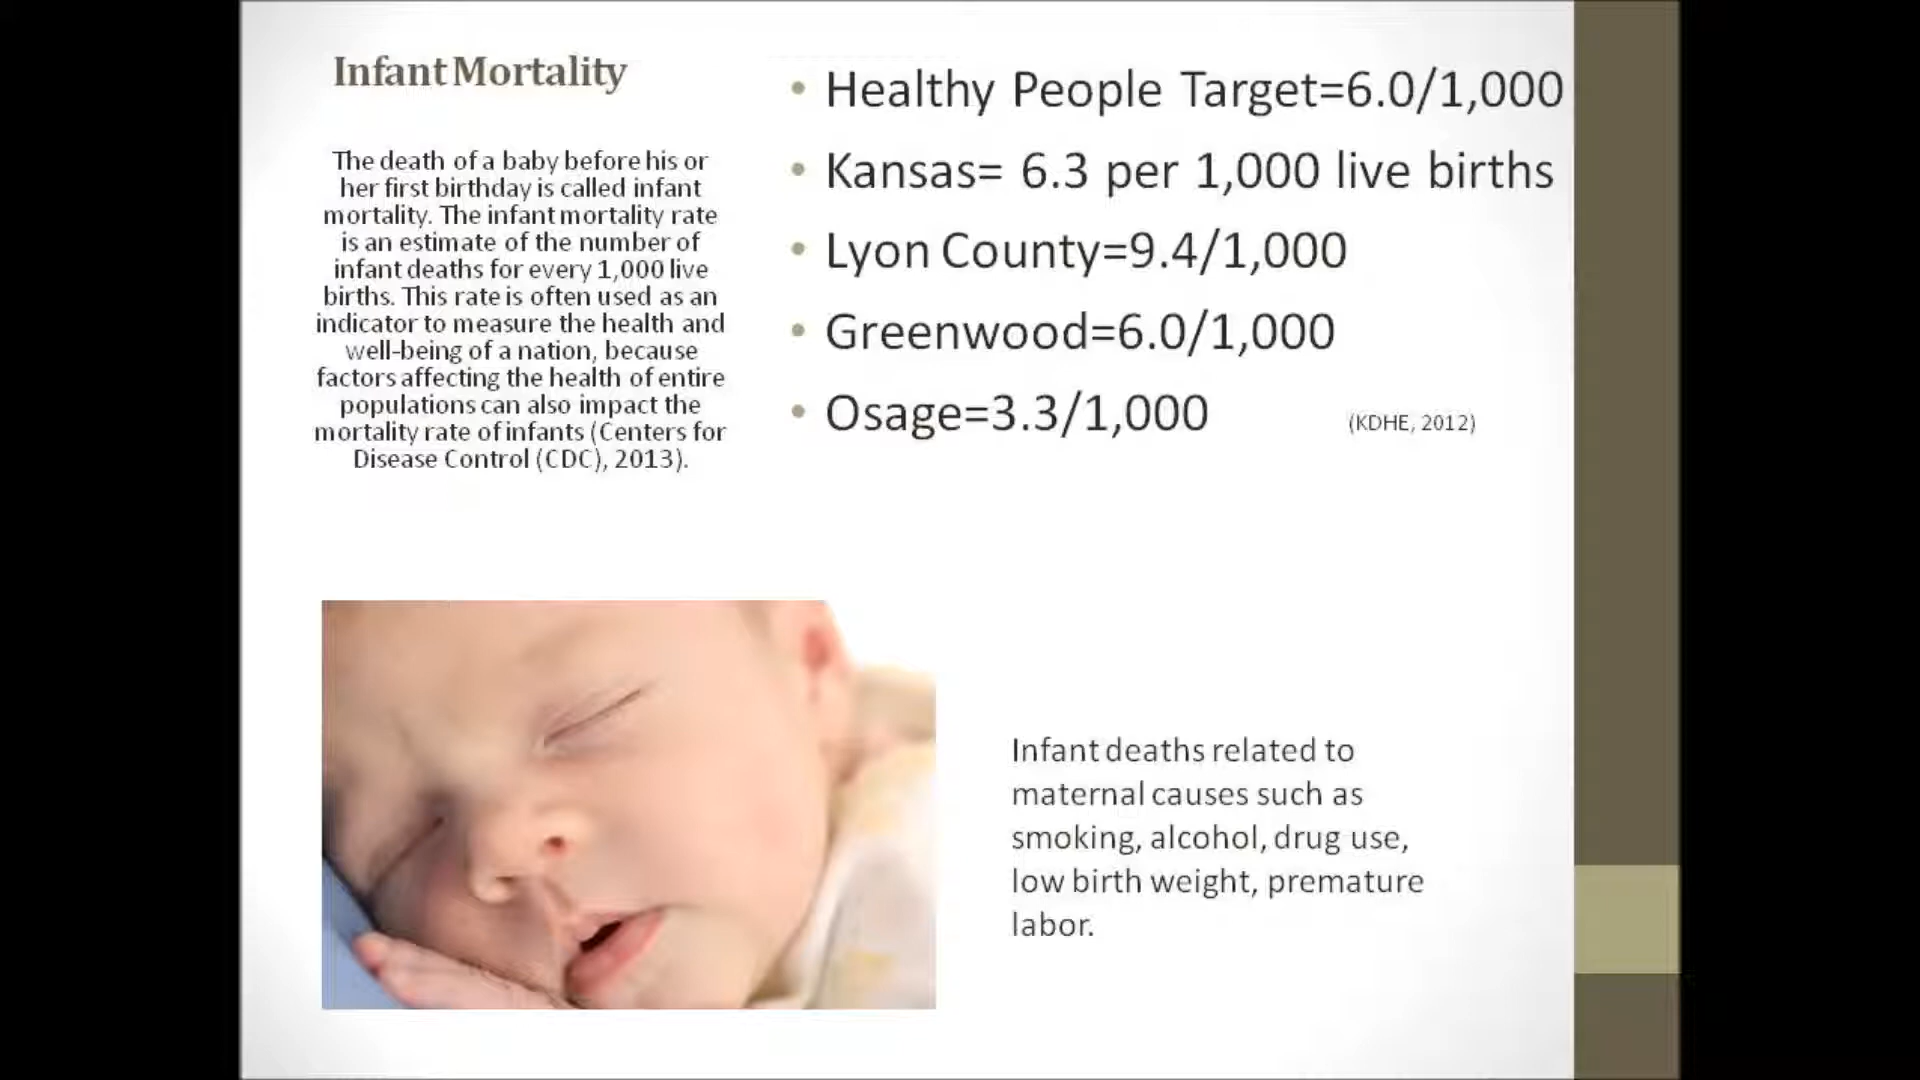 Infant Mortality
The death of a baby before his or
her first birthday is called infant
mortality. The infant mortality rate
is an estimate of the number of
infant deaths for every 1,000 live
births. This rate is often used as an
indicator to measure the health and
well-being of a nation, because
factors affecting the health of entire
populations can also impact the
mortality rate of infants (Centers for
Disease Control (CDC), 2013).
• Healthy People Target=6.0/1,000
• Kansas= 6.3 per 1,000 live births
• Lyon County=9.4/1,000
• Greenwood=6.0/1,000
• Osage=3.3/1,000 (KDHE, 2012)
Infant deaths related to
maternal causes such as
smoking, alcohol, drug use,
low birth weight, premature
labor.